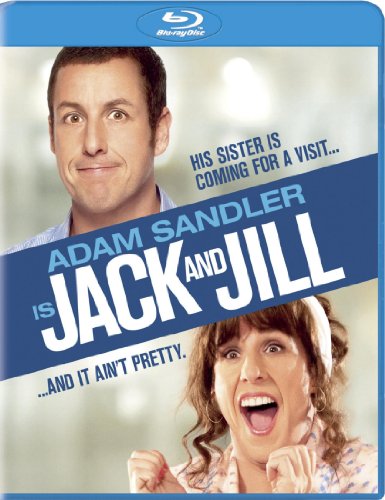 Blu-ray Disc
HIS SISTER IS
COMING FOR A VISIT...
ADAM SANDLER
IS JACK AND JILL
...AND IT AIN'T PRETTY.